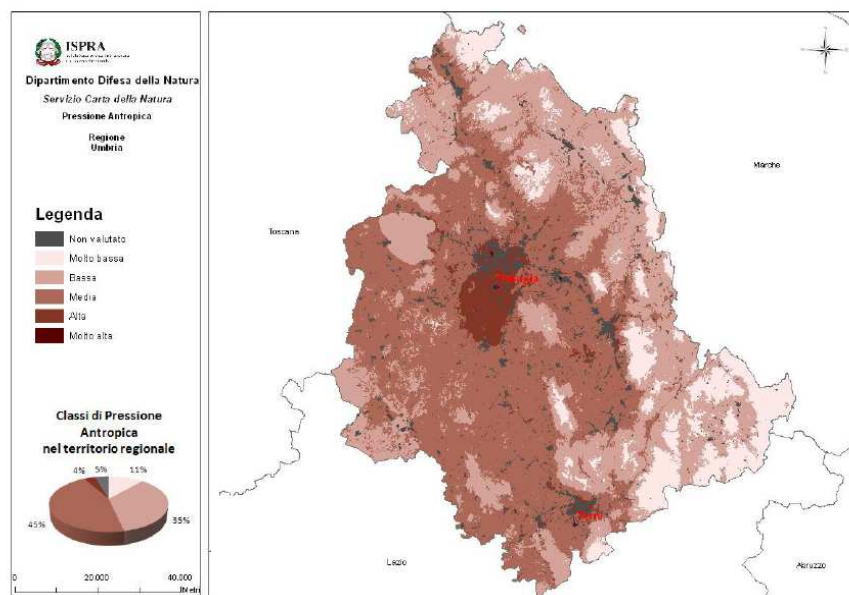 ISPRA
Dipartimento Difesa della Natura
Servizio Carta della Natura
Pressione Antropica
Regione
Umbria
Legenda
Non valutato
Molto bassa
Bassa
Media
Alta
Molto alta
Classi di Pressione
Antropica
nel territorio regionale
4%
5%
11%
45%
35%
0
20.000
40.000
Metri
Toscana
Marche
Perugia
Terni
Lazio
Abruzzo